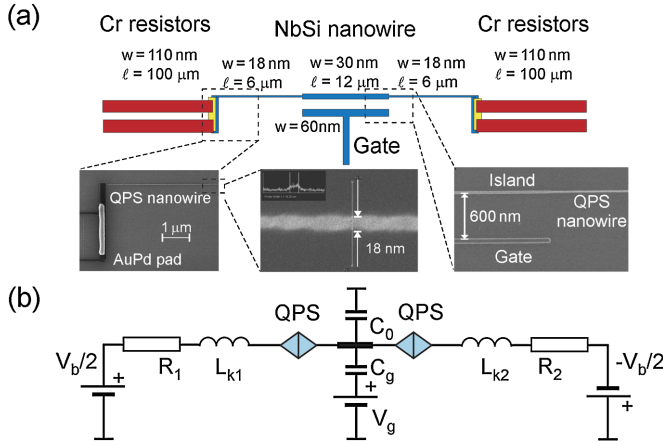 (a)
Cr resistors
NbSi nanowire
Cr resistors
w = 110 nm
ℓ = 100 μm
w = 18 nm
ℓ = 6 μm
w = 30 nm
ℓ = 12 μm
w = 18 nm
ℓ = 6 μm
w = 110 nm
ℓ = 100 μm
w = 60nm
Gate
QPS nanowire
1 μm
AuPd pad
18 nm
Island
600 nm
QPS
nanowire
Gate
(b)
QPS
C0
QPS
Vb/2
+
R1
Lk1
Cg
+
Vg
Lk2
R2
-Vb/2
+